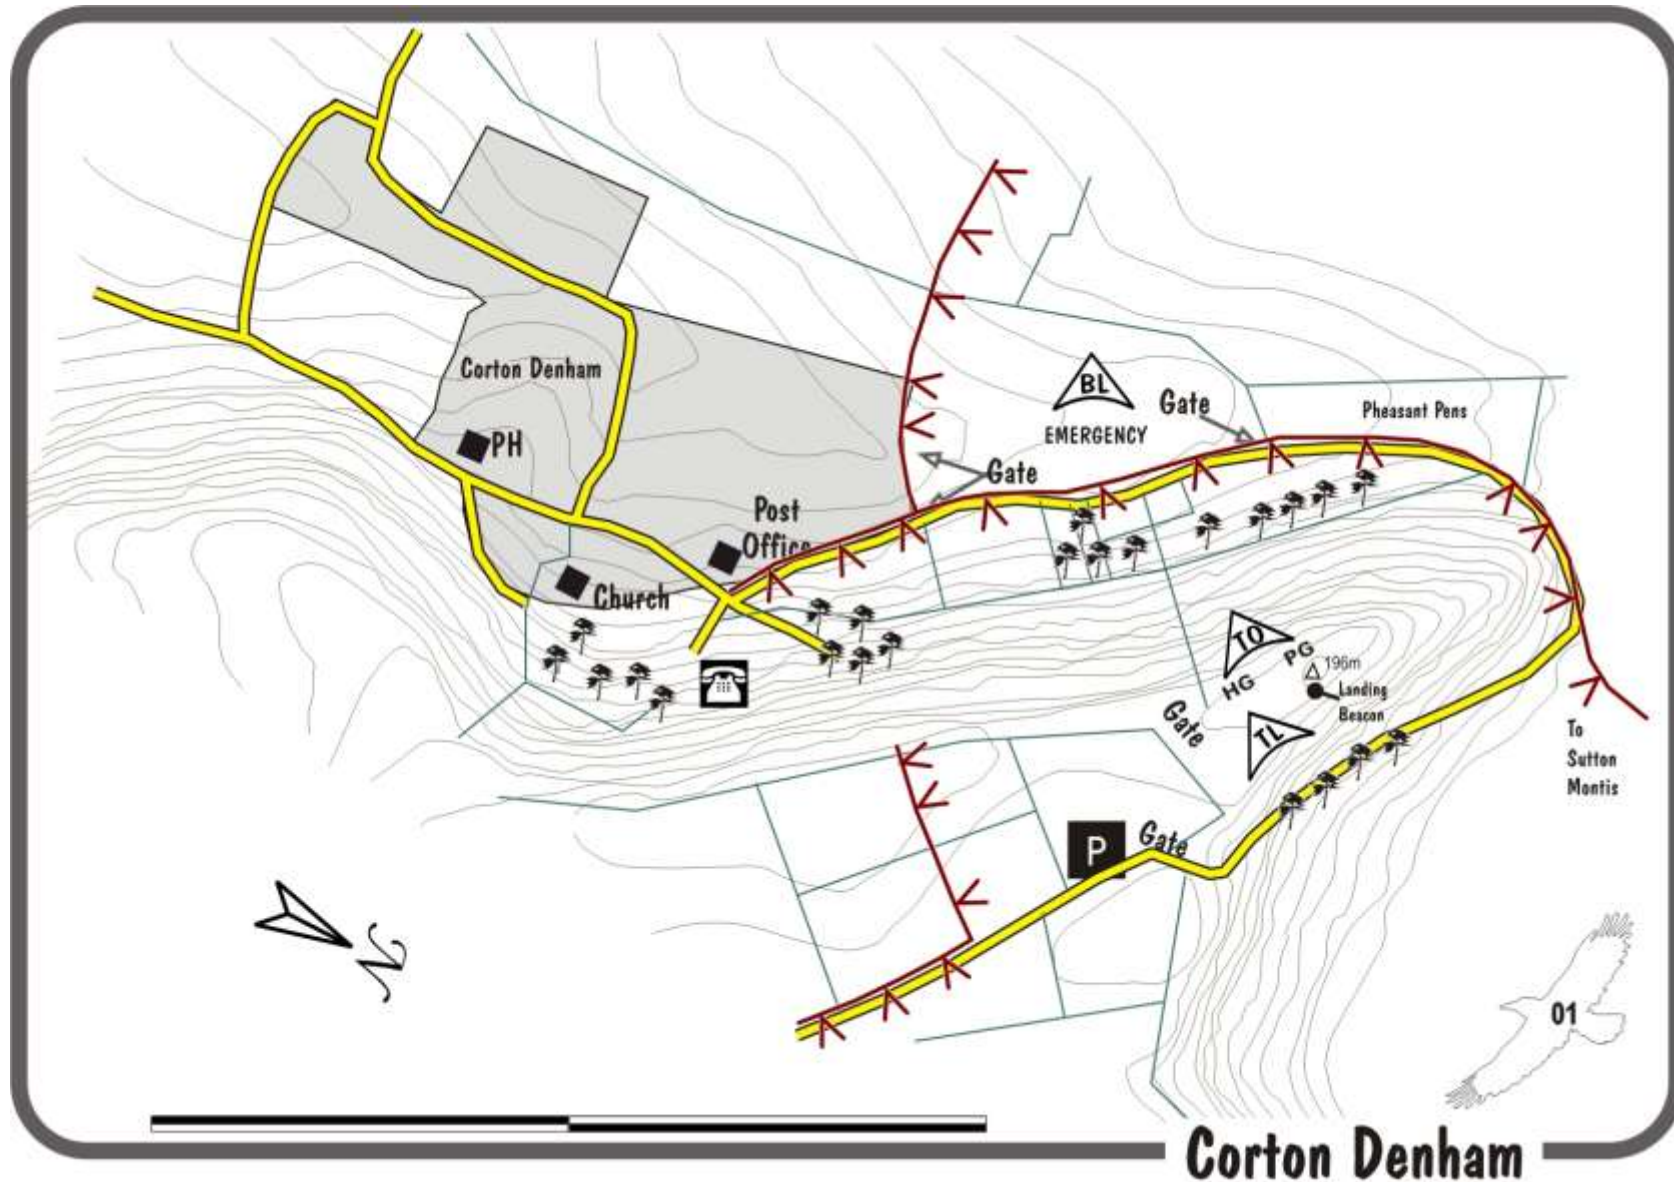 BL
EMERGENCY
Gate
Pheasant Pens
Corton Denham
PH
Gate
Post
Office
Church
TO
PG
HG
196m
Landing
Beacon
Gate
TL
To
Sutton
Montis
P
Gate
N
01
Corton Denham